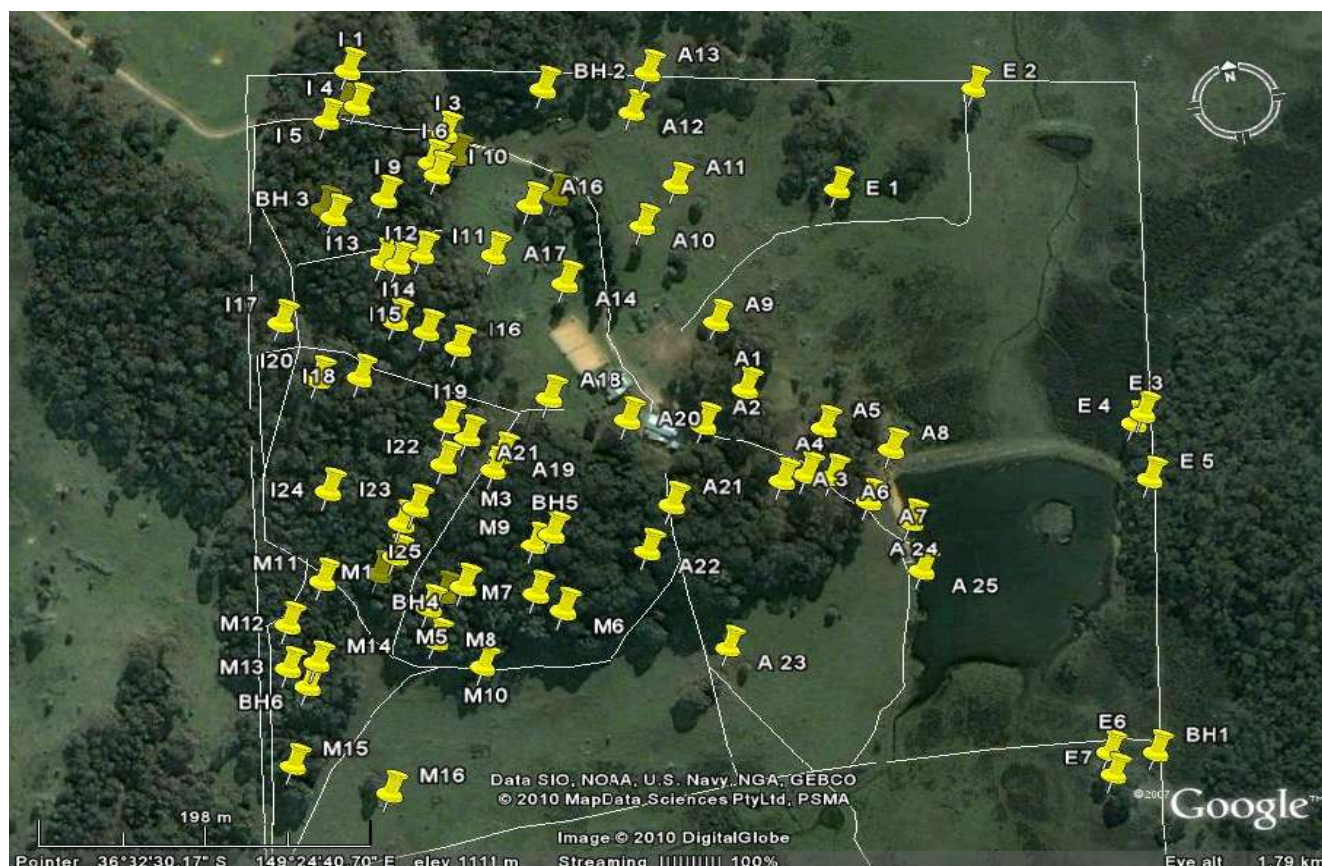 I 1
A13
BH 2
E 2
I 4
I 3
A12
I 5
I 6
I 10
A11
I 9
A16
E 1
BH 3
A10
I13
I12
I11
A17
I14
A14
I17
I15
I16
A9
I20
I18
A1
A18
E 3
I19
A20
A2
A5
E 4
A8
I22
A21
A19
A4
A 3
E 5
I24
I23
M3
BH5
A21
A6
A7
M9
I25
A22
A 24
M11
M1
M7
A 25
BH4
M6
M12
M5
M8
M14
A 23
M13
M10
BH6
E6
BH1
M15
E7
M16
Data SIO, NOAA, U.S. Navy, NGA, GEBCO
© 2010 MapData Sciences PtyLtd, PSMA
©2007 Google™
198 m
Image © 2010 DigitalGlobe
Pointer 36°32'30.17" S 149°24'40.70" E elev 1111 m Streaming ||||||||| 100% Eye alt 1.79 km
N